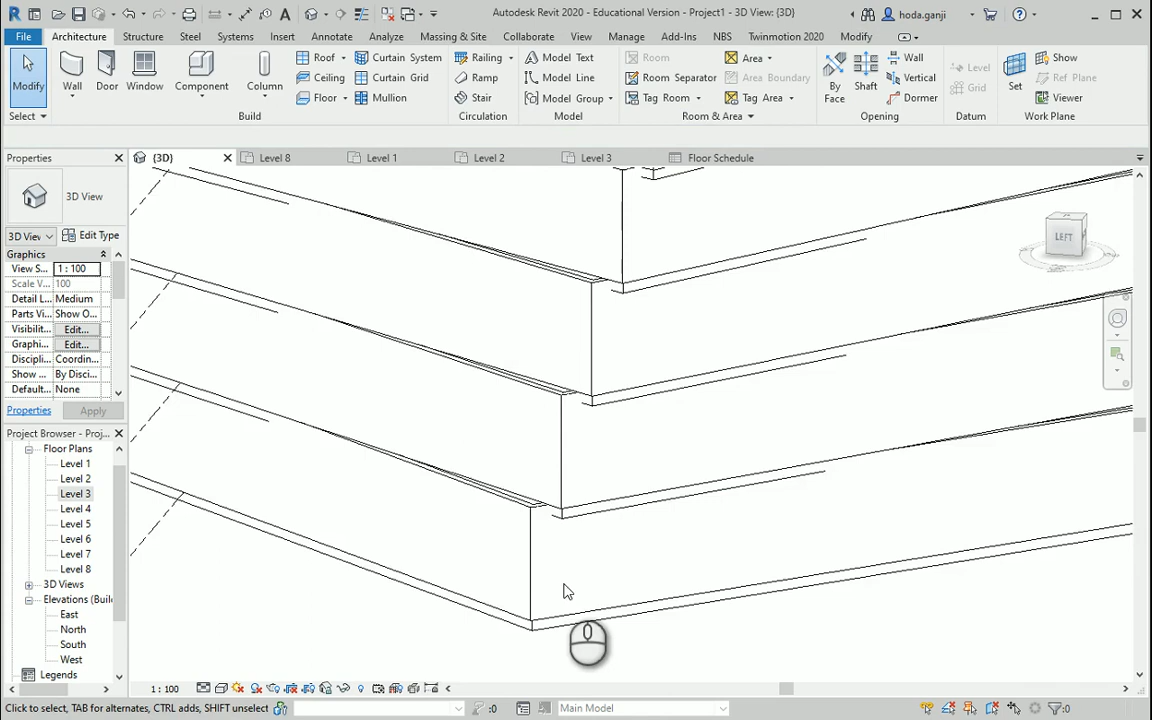 Autodesk Revit 2020 - Educational Version - Project1 - 3D View: {3D}
hoda.ganji
File Architecture Structure Steel Systems Insert Annotate Analyze Massing & Site Collaborate View Manage Add-Ins NBS Twinmotion 2020 Modify
Modify Wall Door Window Component Column
Roof Curtain System Railing Model Text Room Area Wall Level Show
Ceiling Curtain Grid Ramp Model Line Room Separator Area Boundary Vertical Grid Ref Plane
Floor Mullion Stair Model Group Tag Room Tag Area By Face Shaft Dormer Set Viewer
Select Build Circulation Model Room & Area Opening Datum Work Plane
Properties
{3D} Level 8 Level 1 Level 2 Level 3 Floor Schedule
3D View
3D View Edit Type
Graphics
View S... 1 : 100
Scale V... 100
Detail L... Medium
Parts Vi... Show O...
Visibilit... Edit...
Graphi... Edit...
Disciplin... Coordin...
Show ... By Disci...
Default... None
Properties Apply
LEFT
Project Browser - Proj...
Floor Plans
Level 1
Level 2
Level 3
Level 4
Level 5
Level 6
Level 7
Level 8
3D Views
Elevations (Buil
East
North
South
West
Legends
1 : 100
Click to select, TAB for alternates, CTRL adds, SHIFT unselect
:0 Main Model :0